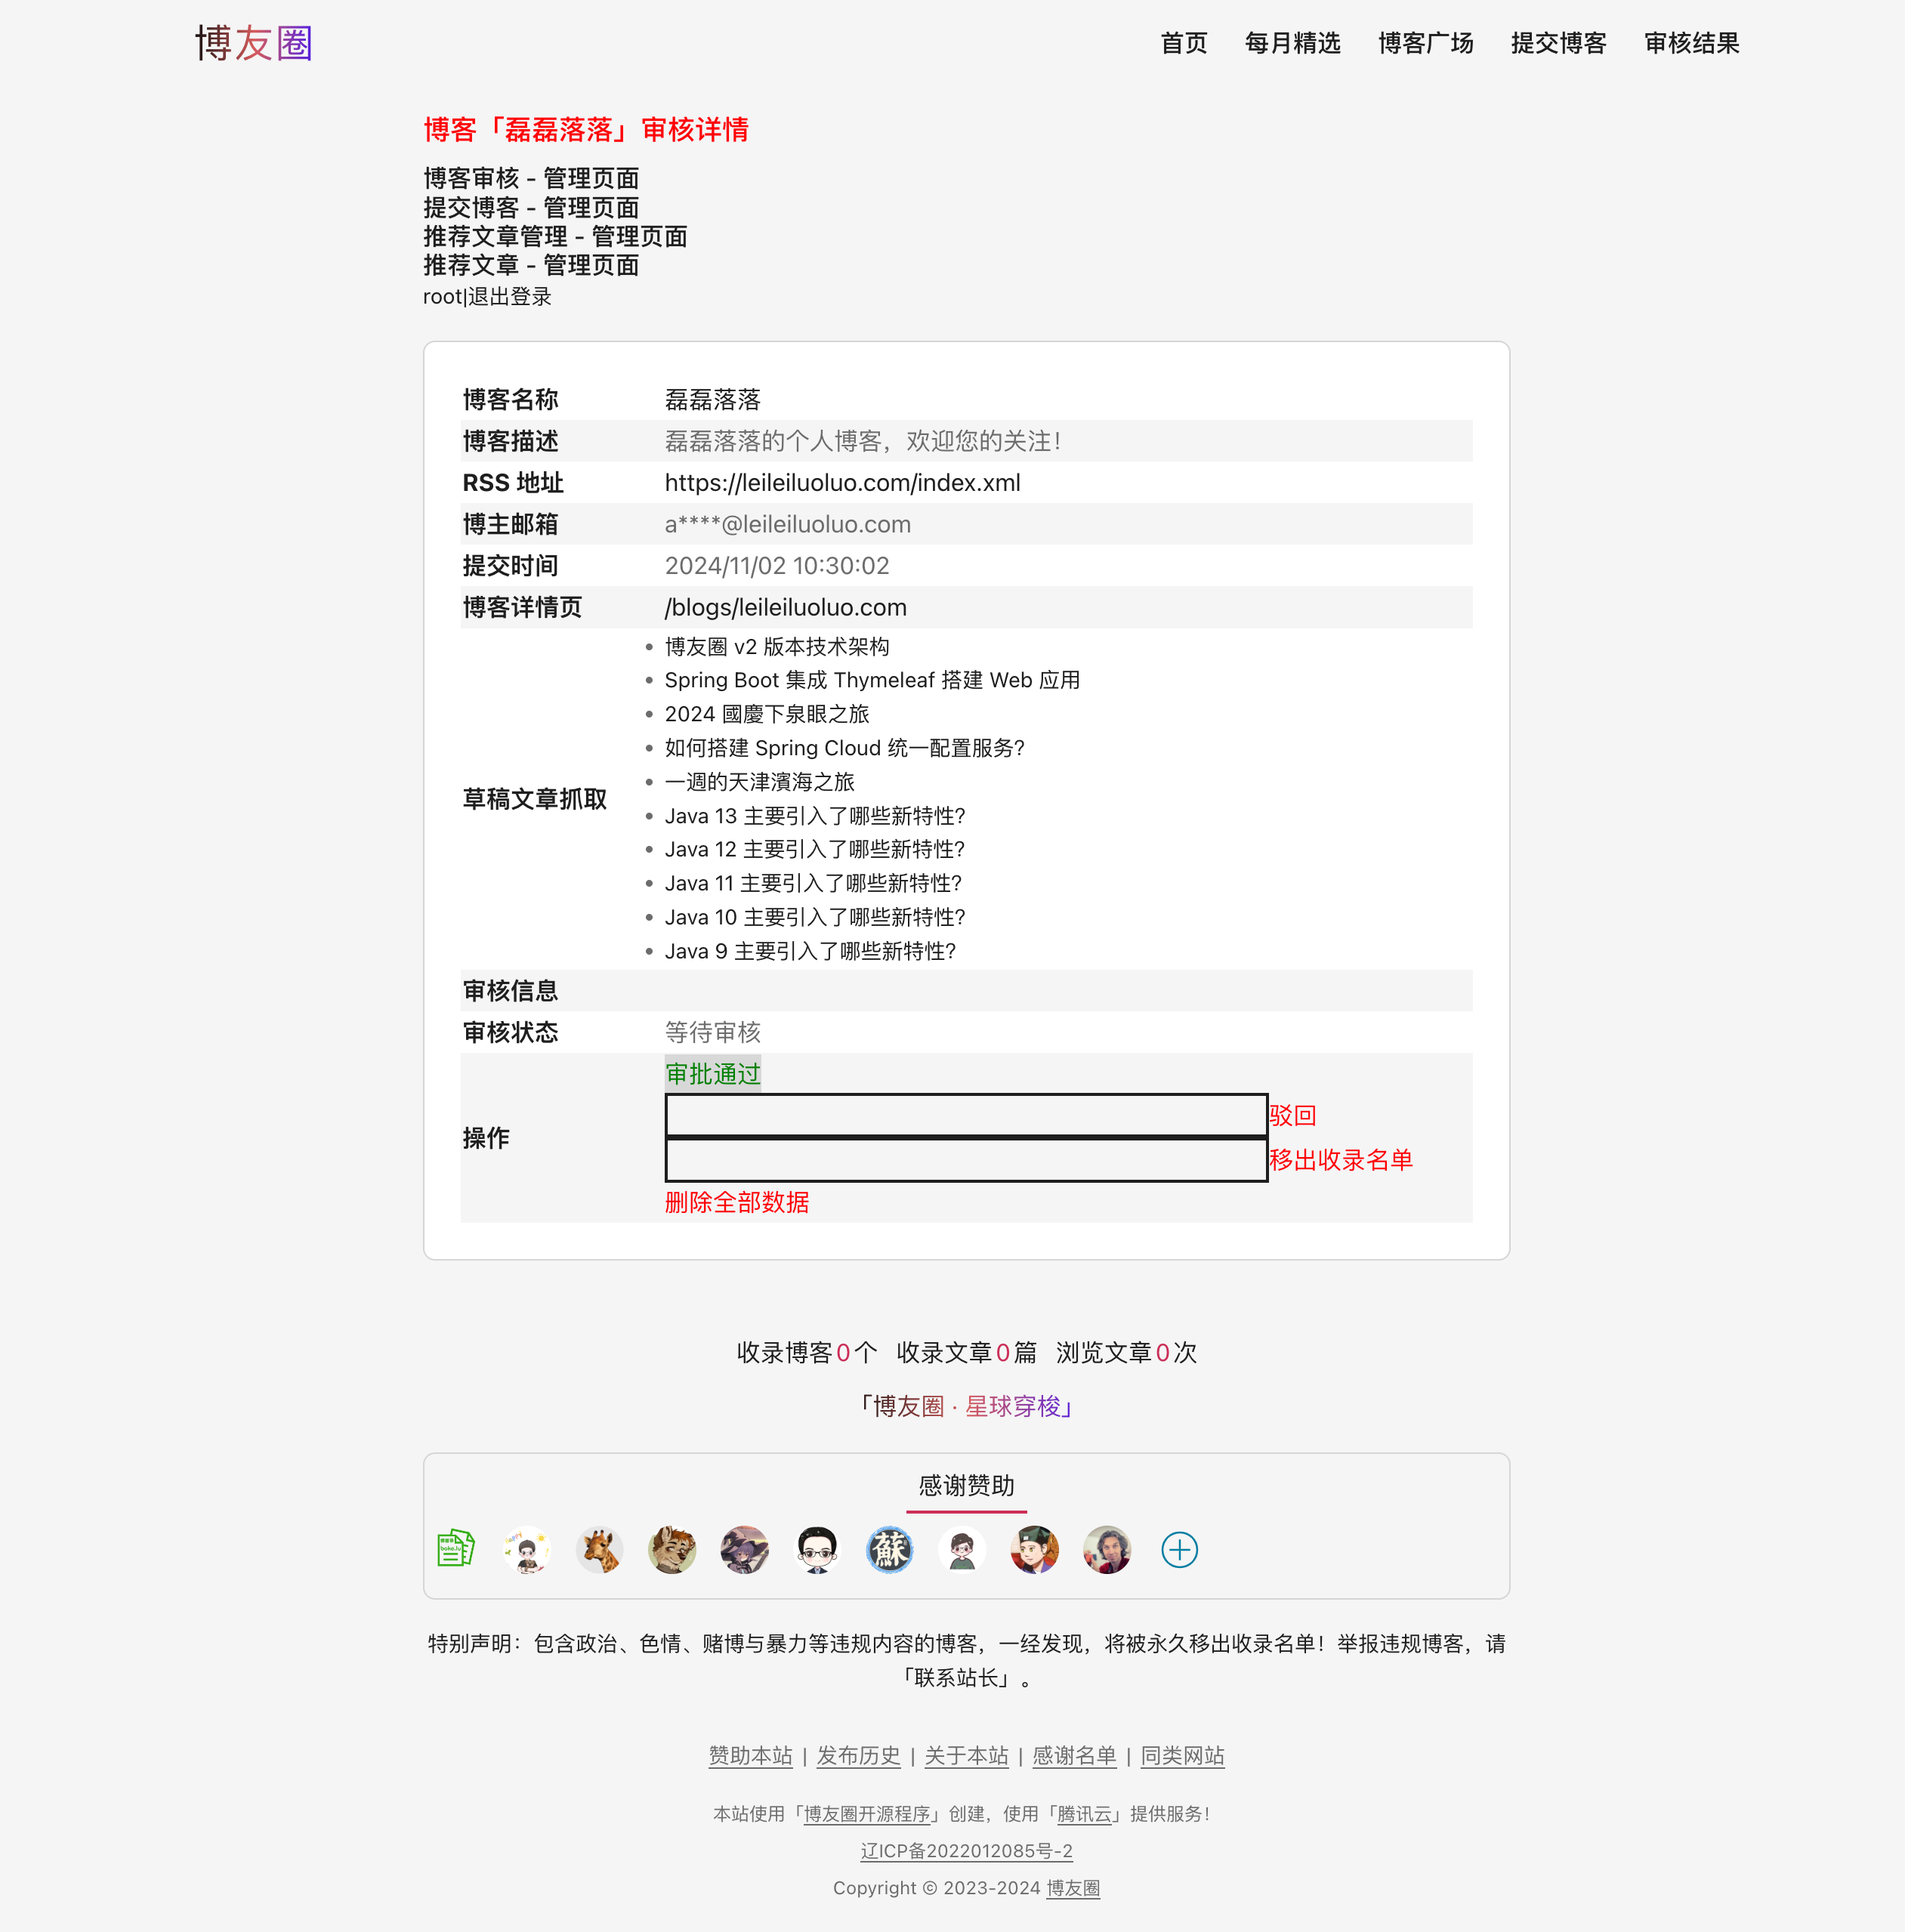 博友圈
首页 每月精选 博客广场 提交博客 审核结果
博客「磊磊落落」审核详情
博客审核 - 管理页面
提交博客 - 管理页面
推荐文章管理 - 管理页面
推荐文章 - 管理页面
root|退出登录
博客名称 磊磊落落
博客描述 磊磊落落的个人博客，欢迎您的关注！
RSS 地址 https://leileiluoluo.com/index.xml
博主邮箱 a****@leileiluoluo.com
提交时间 2024/11/02 10:30:02
博客详情页 /blogs/leileiluoluo.com
草稿文章抓取
博友圈 v2 版本技术架构
Spring Boot 集成 Thymeleaf 搭建 Web 应用
2024 國慶下泉眼之旅
如何搭建 Spring Cloud 统一配置服务？
一週的天津濱海之旅
Java 13 主要引入了哪些新特性？
Java 12 主要引入了哪些新特性？
Java 11 主要引入了哪些新特性？
Java 10 主要引入了哪些新特性？
Java 9 主要引入了哪些新特性？
审核信息
审核状态 等待审核
操作
审批通过
驳回
移出收录名单
删除全部数据
收录博客0个 收录文章0篇 浏览文章0次
「博友圈 · 星球穿梭」
感谢赞助
boke.lu
蘇
特别声明：包含政治、色情、赌博与暴力等违规内容的博客，一经发现，将被永久移出收录名单！举报违规博客，请
「联系站长」。
赞助本站 | 发布历史 | 关于本站 | 感谢名单 | 同类网站
本站使用「博友圈开源程序」创建，使用「腾讯云」提供服务！
辽ICP备2022012085号-2
Copyright © 2023-2024 博友圈